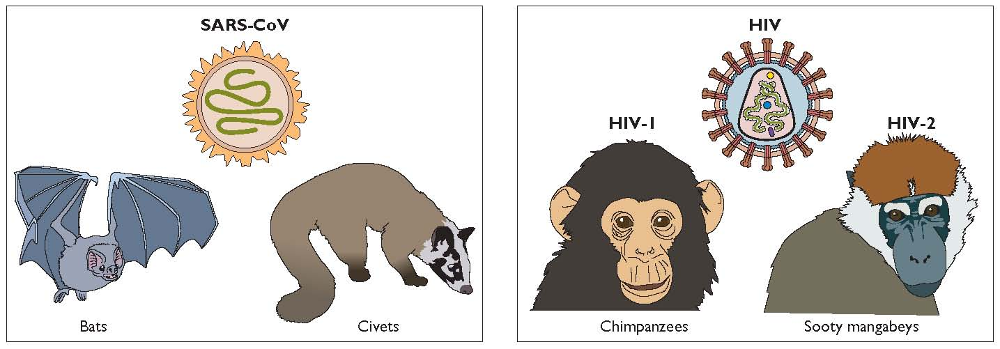 SARS-CoV
Bats
Civets
HIV
HIV-1
HIV-2
Chimpanzees
Sooty mangabeys